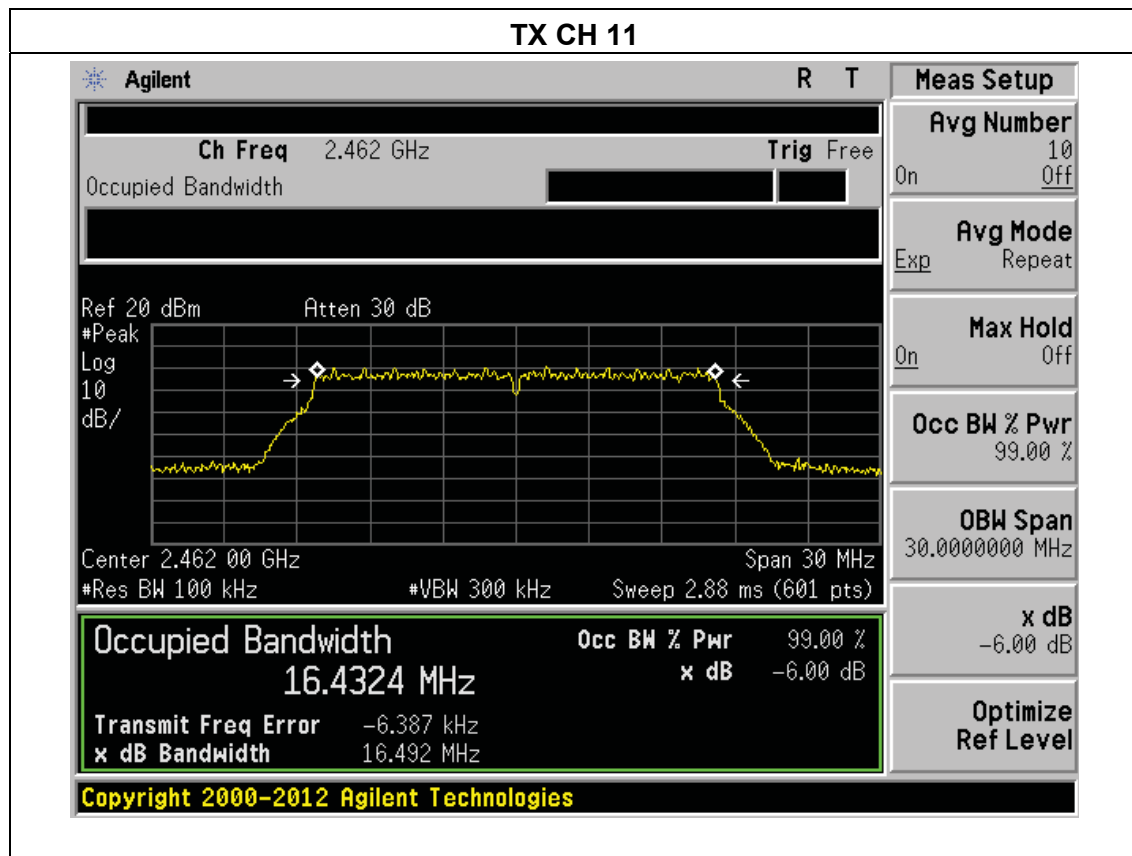 TX CH 11
Agilent R T
Ch Freq 2.462 GHz Trig Free
Occupied Bandwidth
Ref 20 dBm Atten 30 dB
#Peak
Log
10
dB/
Center 2.462 00 GHz Span 30 MHz
#Res BW 100 kHz #VBW 300 kHz Sweep 2.88 ms (601 pts)
Occupied Bandwidth Occ BW % Pwr 99.00 %
16.4324 MHz x dB -6.00 dB
Transmit Freq Error -6.387 kHz
x dB Bandwidth 16.492 MHz
Copyright 2000-2012 Agilent Technologies
Meas Setup
Avg Number
10
On Off
Avg Mode
Exp Repeat
Max Hold
On Off
Occ BW % Pwr
99.00 %
OBW Span
30.0000000 MHz
x dB
-6.00 dB
Optimize
Ref Level